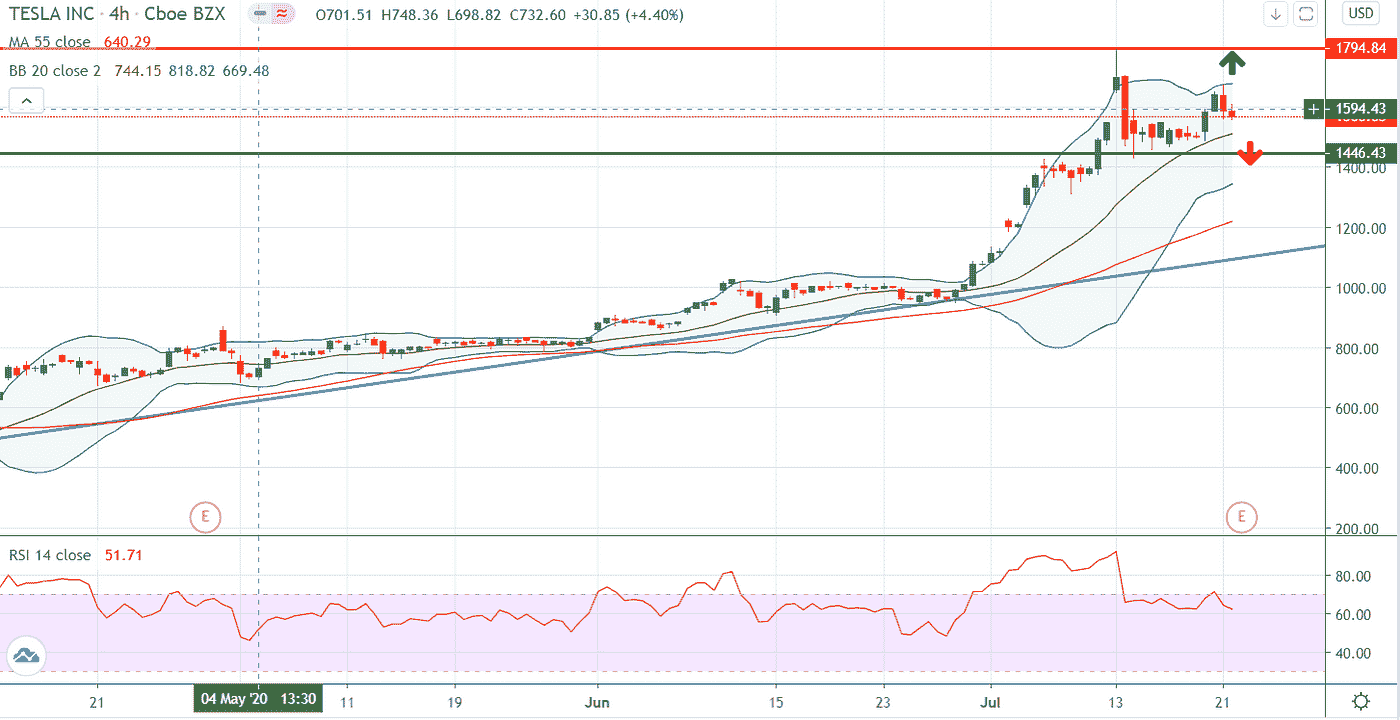 TESLA INC · 4h · Cboe BZX O701.51 H748.36 L698.82 C732.60 +30.85 (+4.40%) USD
MA 55 close 640.29
1794.84
BB 20 close 2 744.15 818.82 669.48
1594.43
1446.43
1400.00
1200.00
1000.00
800.00
600.00
400.00
E E
200.00
RSI 14 close 51.71
80.00
60.00
40.00
21 04 May '20 13:30 11 19 Jun 15 23 Jul 13 21